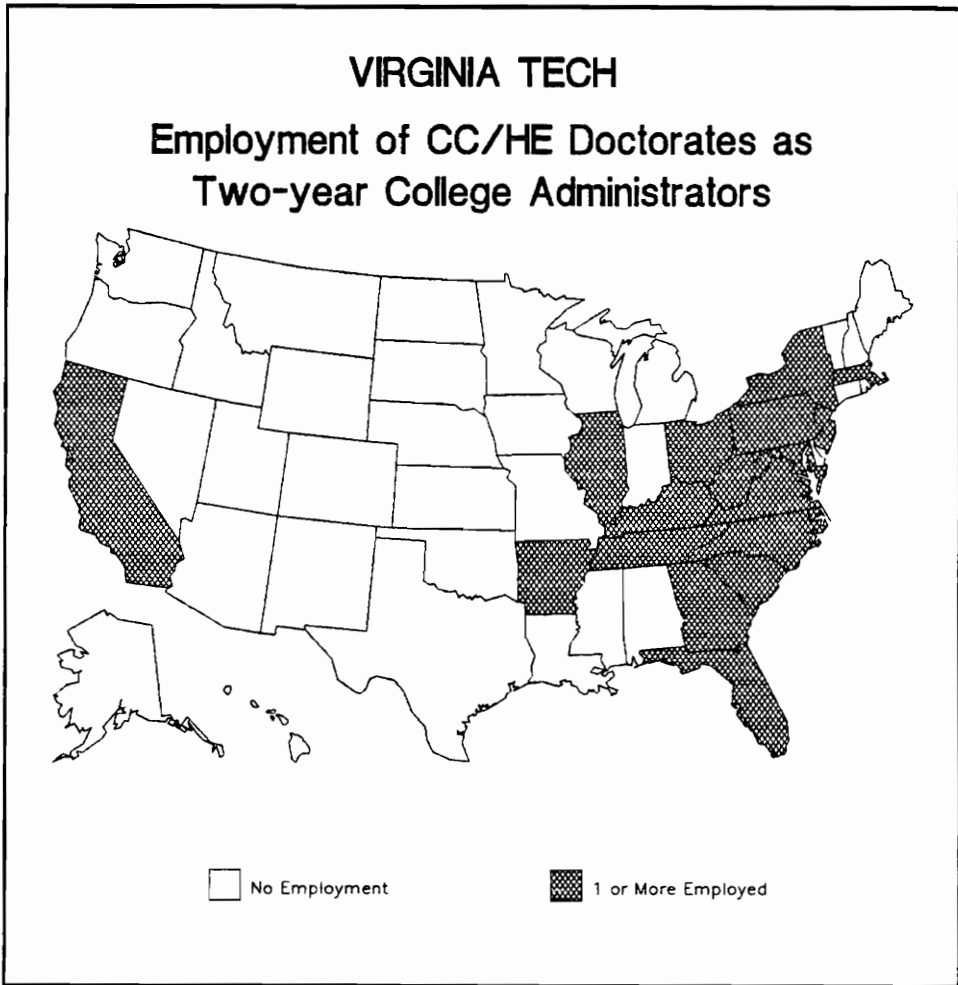 VIRGINIA TECH
Employment of CC/HE Doctorates as
Two-year College Administrators
No Employment
1 or More Employed